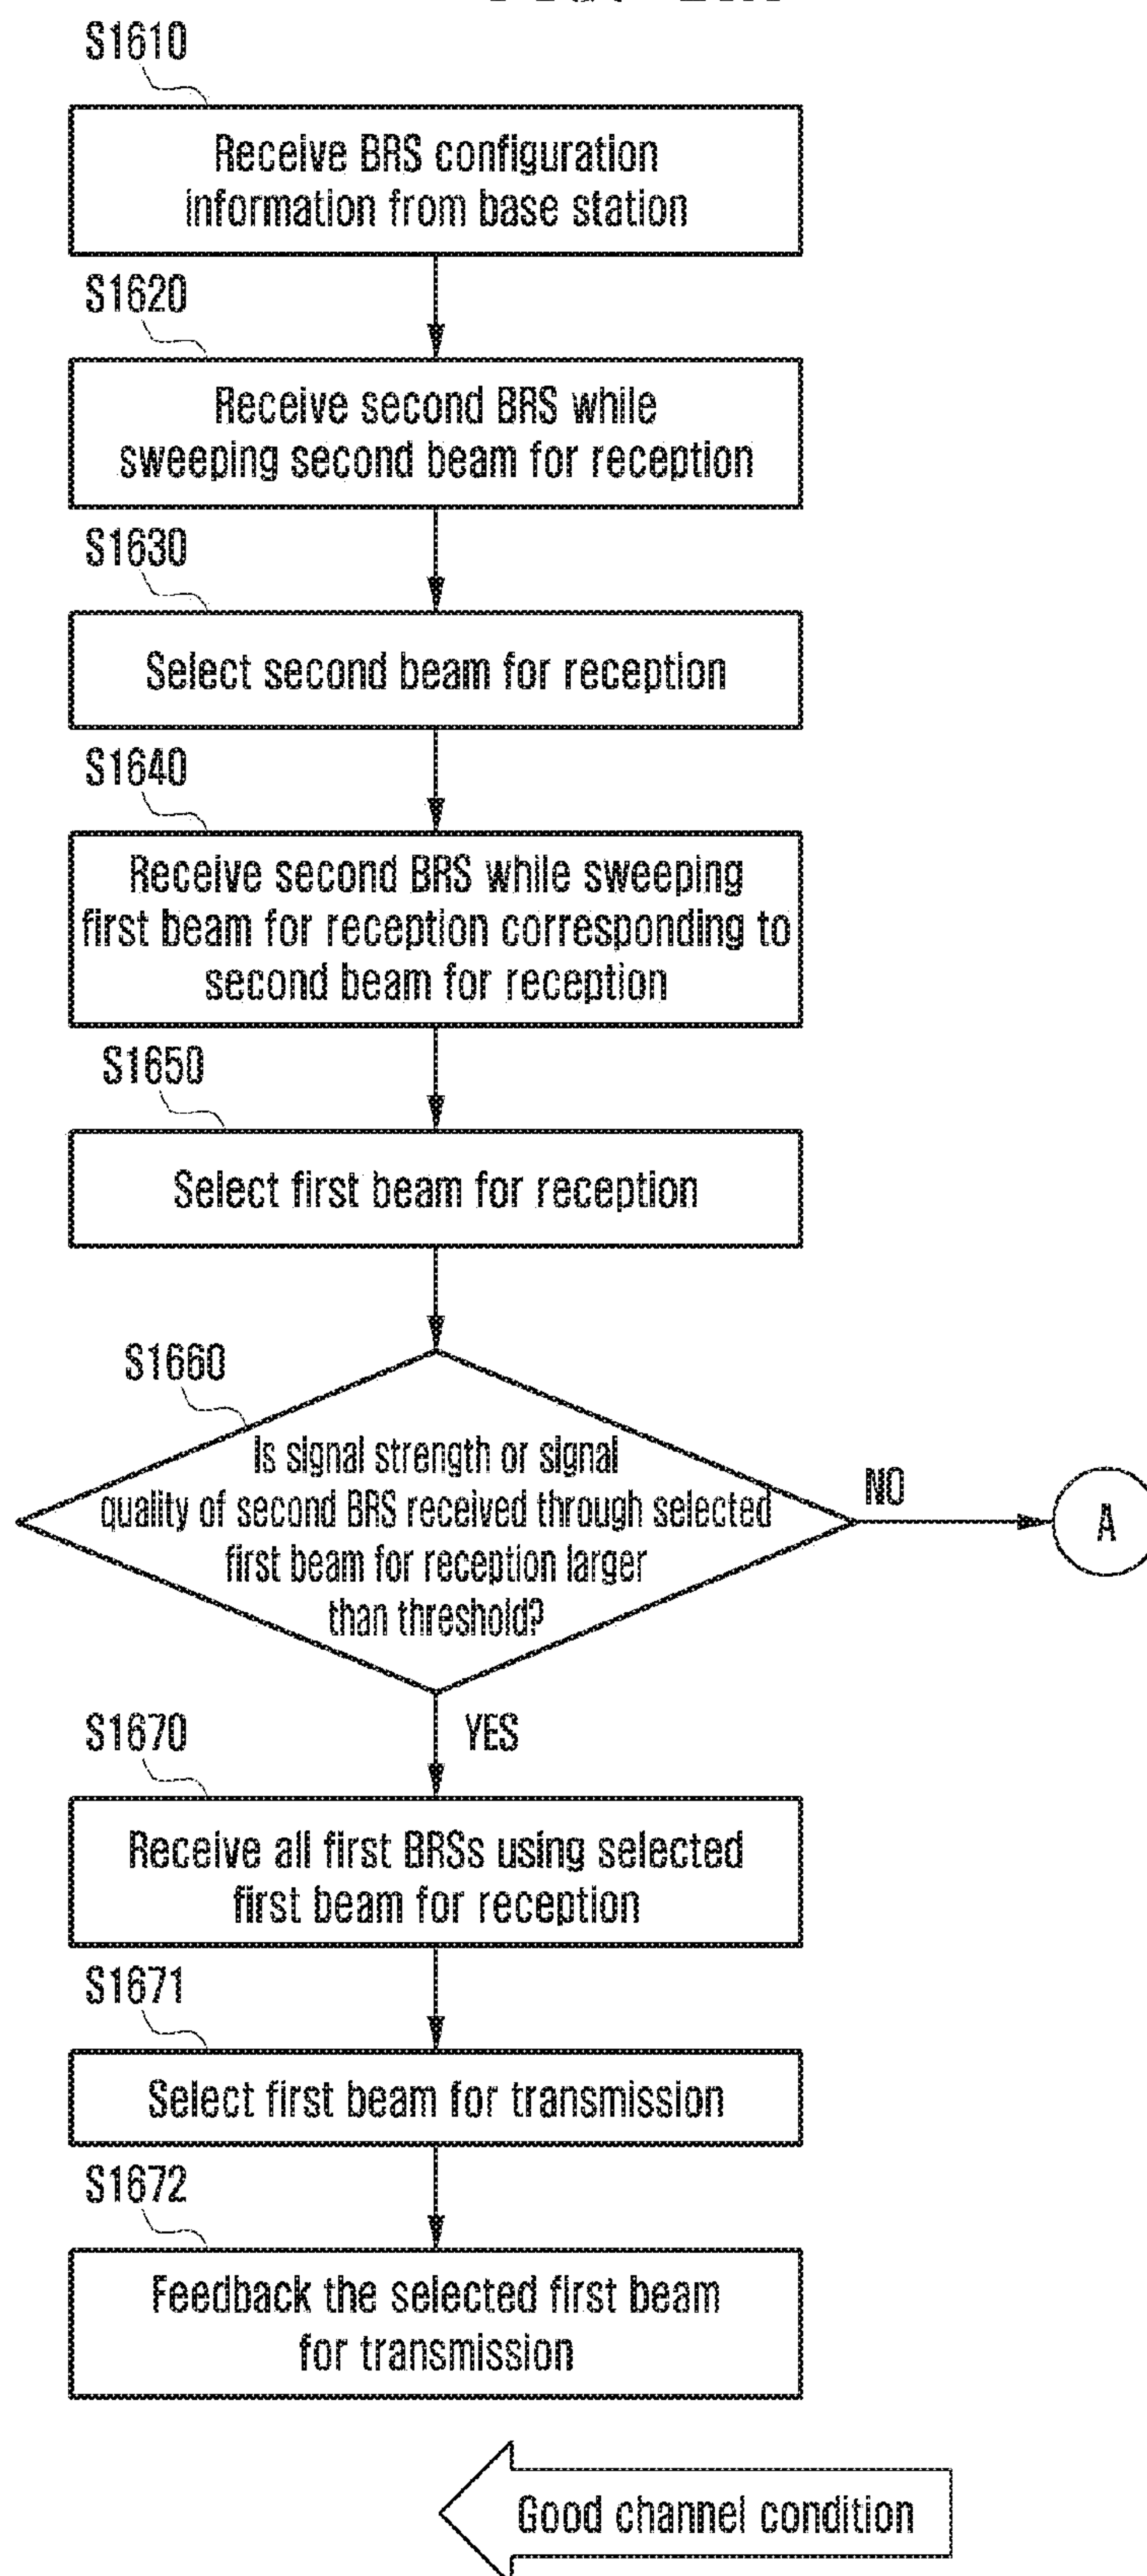 S1610
Receive BRS configuration
information from base station
S1620
Receive second BRS while
sweeping second beam for reception
S1630
Select second beam for reception
S1640
Receive second BRS while sweeping
first beam for reception corresponding to
second beam for reception
S1650
Select first beam for reception
S1660
Is signal strength or signal
quality of second BRS received through selected
first beam for reception larger
than threshold?
NO
A
YES
S1670
Receive all first BRSs using selected
first beam for reception
S1671
Select first beam for transmission
S1672
Feedback the selected first beam
for transmission
Good channel condition